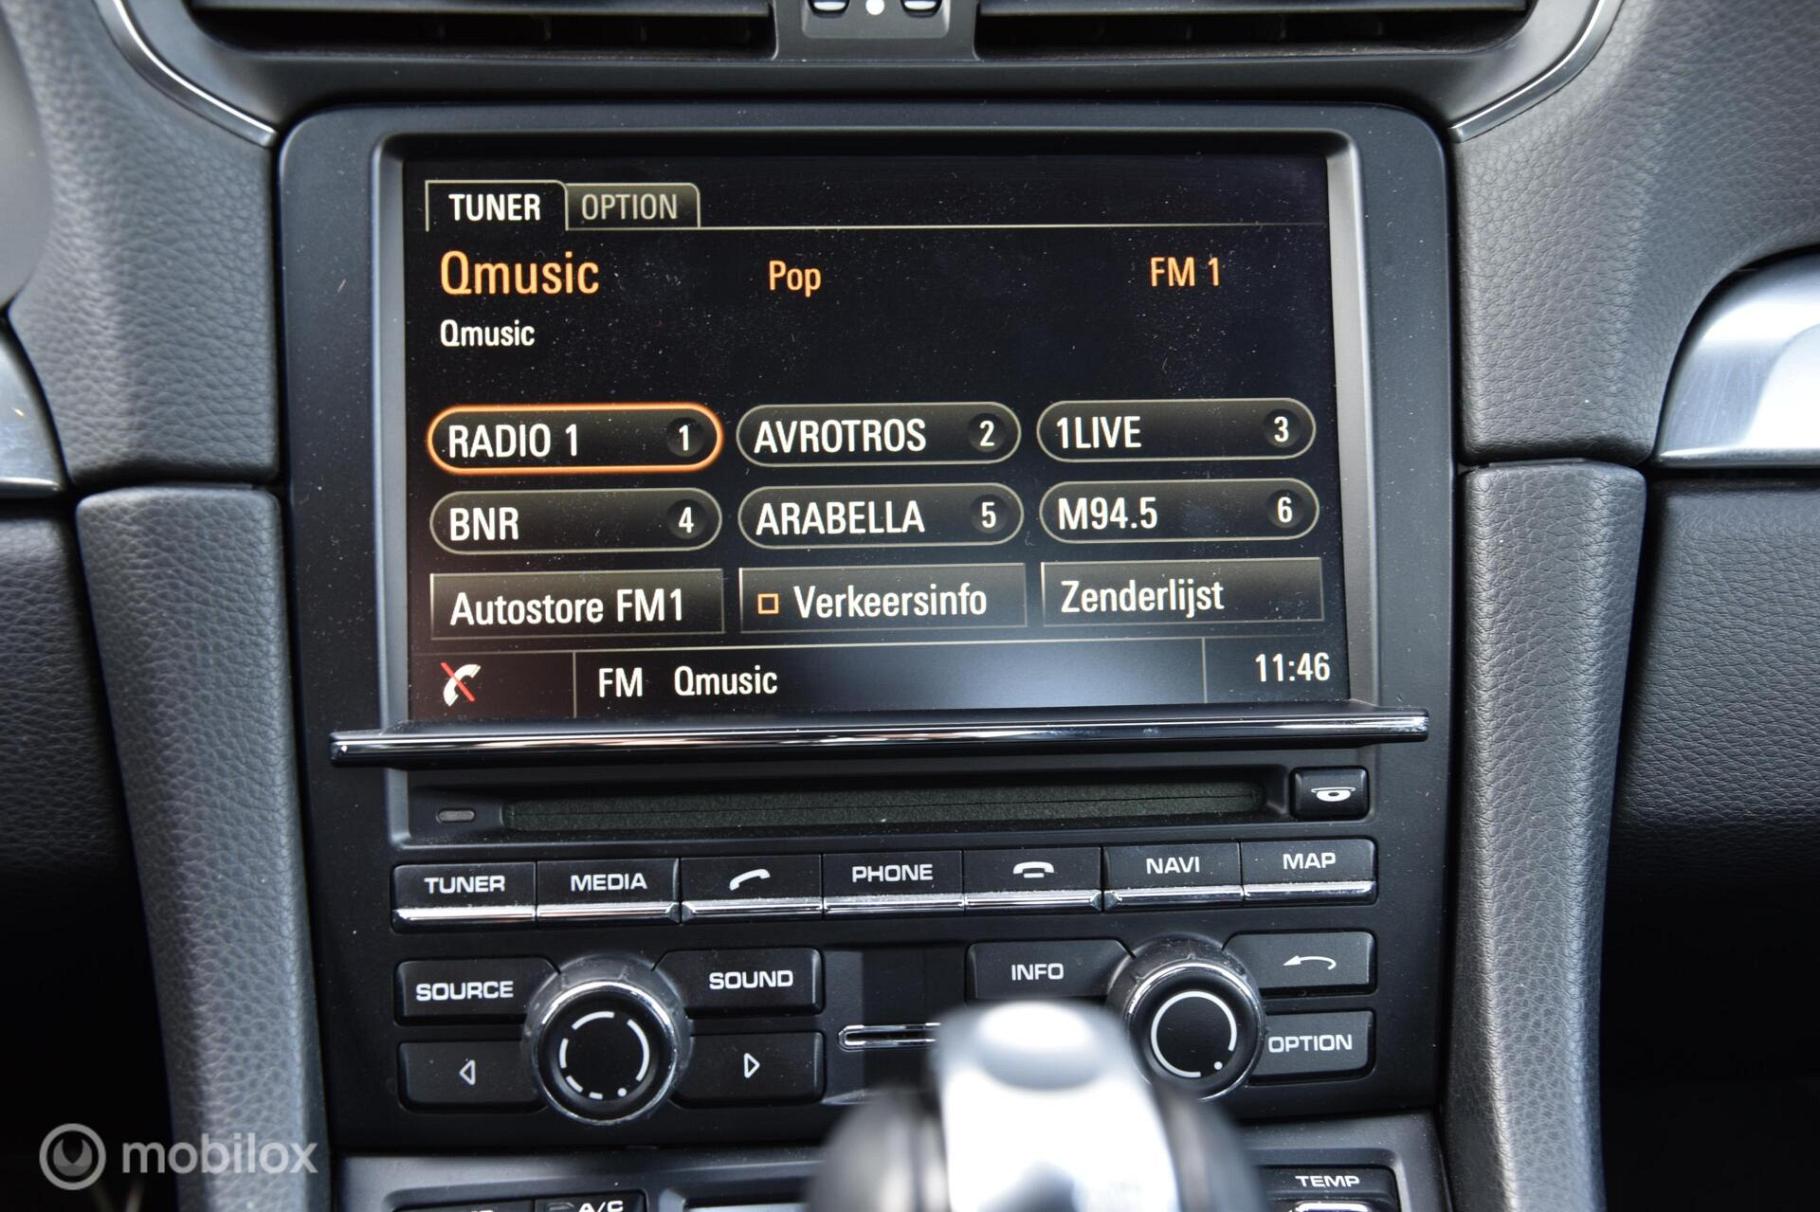 TUNER OPTION
Qmusic Pop FM 1
Qmusic
RADIO 1 1 AVROTROS 2 1LIVE 3
BNR 4 ARABELLA 5 M94.5 6
Autostore FM1 Verkeersinfo Zenderlijst
FM Qmusic 11:46
TUNER MEDIA PHONE NAVI MAP
SOURCE SOUND INFO
OPTION
TEMP
A/C
mobilox